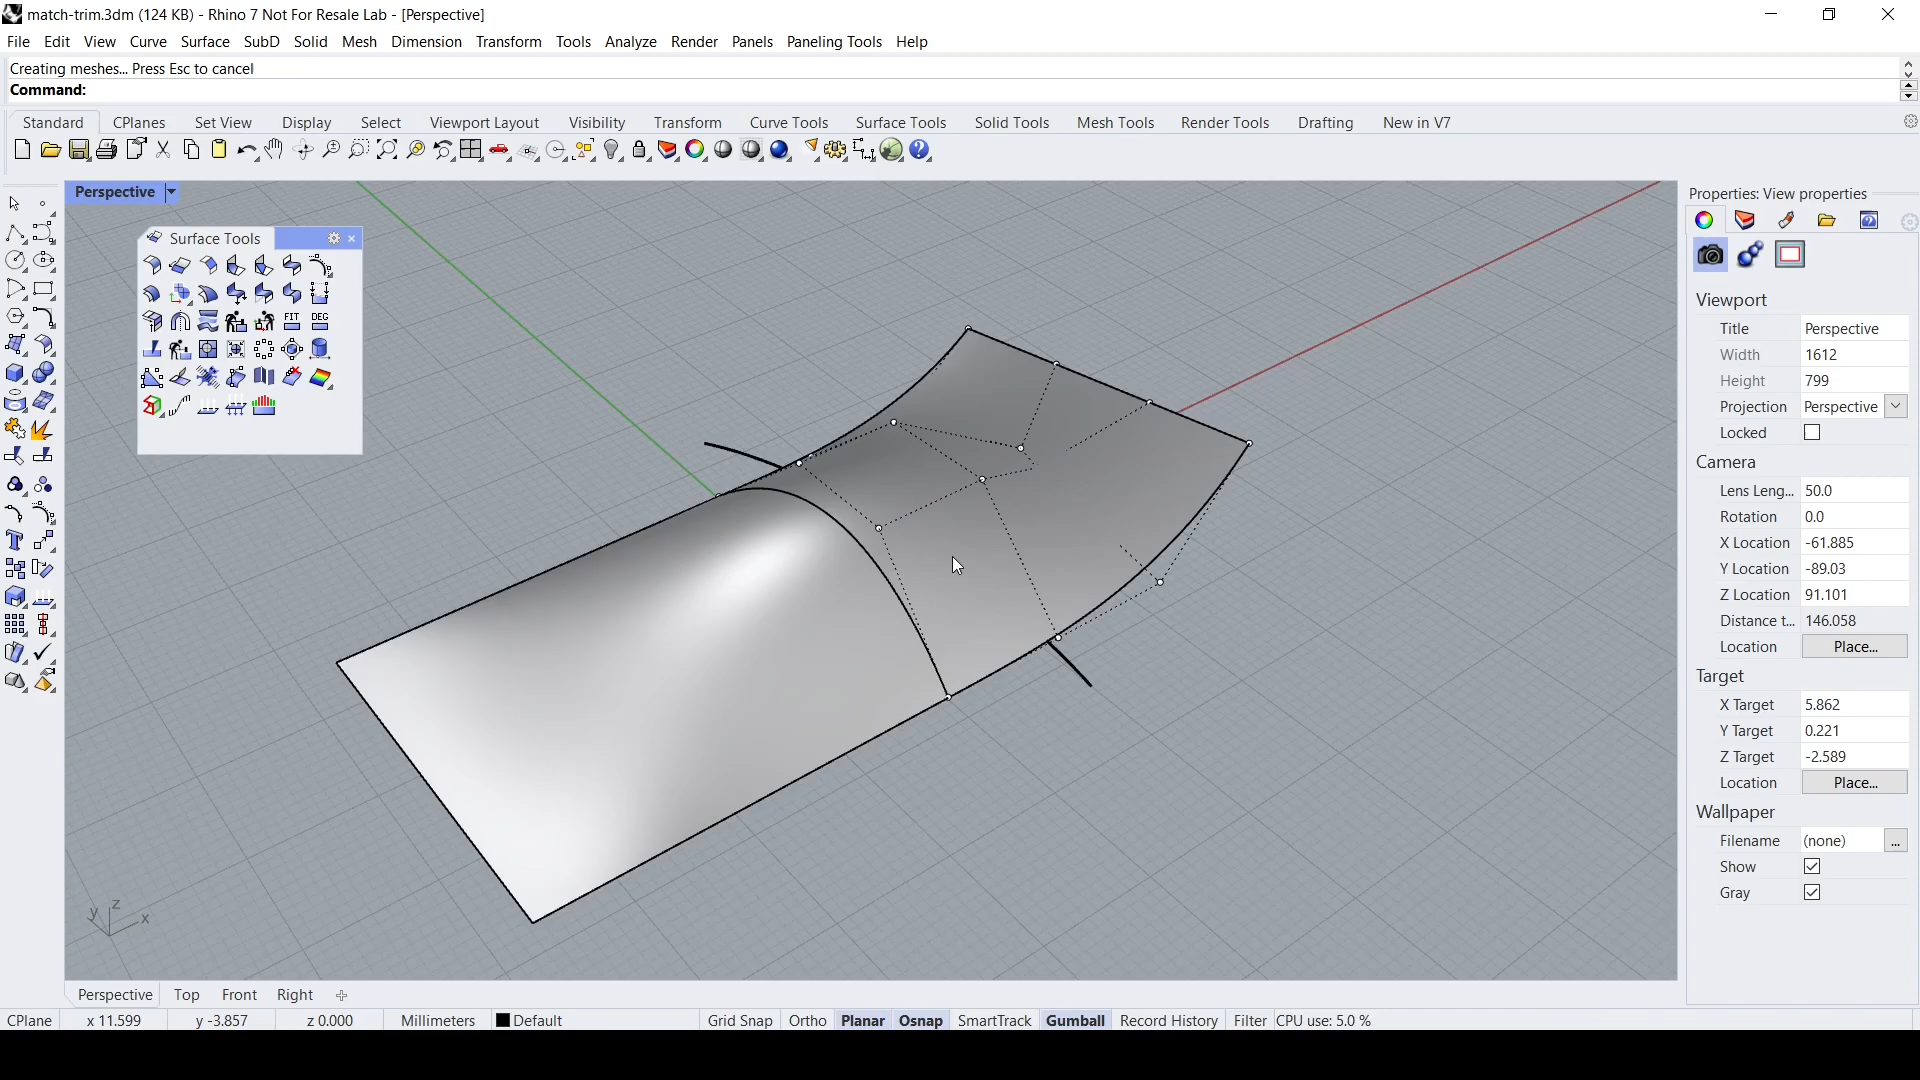 match-trim.3dm (124 KB) - Rhino 7 Not For Resale Lab - [Perspective]
File Edit View Curve Surface SubD Solid Mesh Dimension Transform Tools Analyze Render Panels Paneling Tools Help
Creating meshes... Press Esc to cancel
Command:
Standard CPlanes Set View Display Select Viewport Layout Visibility Transform Curve Tools Surface Tools Solid Tools Mesh Tools Render Tools Drafting New in V7
Perspective
Surface Tools
FIT DEG
Properties: View properties
Viewport
Title Perspective
Width 1612
Height 799
Projection Perspective
Locked
Camera
Lens Leng... 50.0
Rotation 0.0
X Location -61.885
Y Location -89.03
Z Location 91.101
Distance t... 146.058
Location Place...
Target
X Target 5.862
Y Target 0.221
Z Target -2.589
Location Place...
Wallpaper
Filename (none) ...
Show
Gray
z
y x
Perspective Top Front Right
CPlane x 11.599 y -3.857 z 0.000 Millimeters Default Grid Snap Ortho Planar Osnap SmartTrack Gumball Record History Filter CPU use: 5.0 %